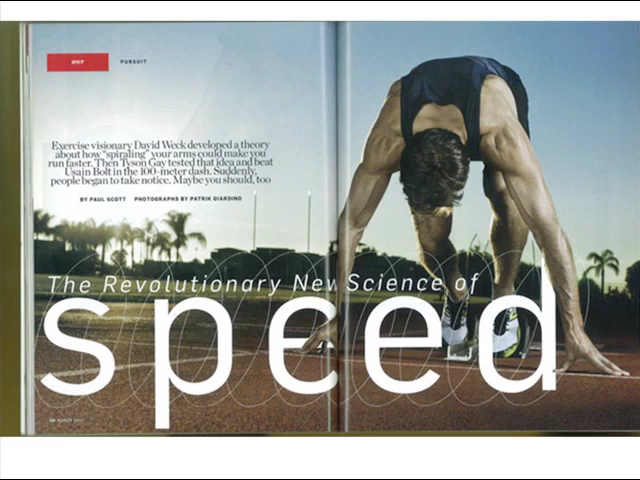 HOT PURSUIT
Exercise visionary David Weck developed a theory
about how "spiraling" your arms could make you
run faster. Then Tyson Gay tested that idea and beat
Usain Bolt in the 100-meter dash. Suddenly,
people began to take notice. Maybe you should, too
BY PAUL SCOTT PHOTOGRAPHS BY PATRIK GIARDINO
The Revolutionary New Science of
speed